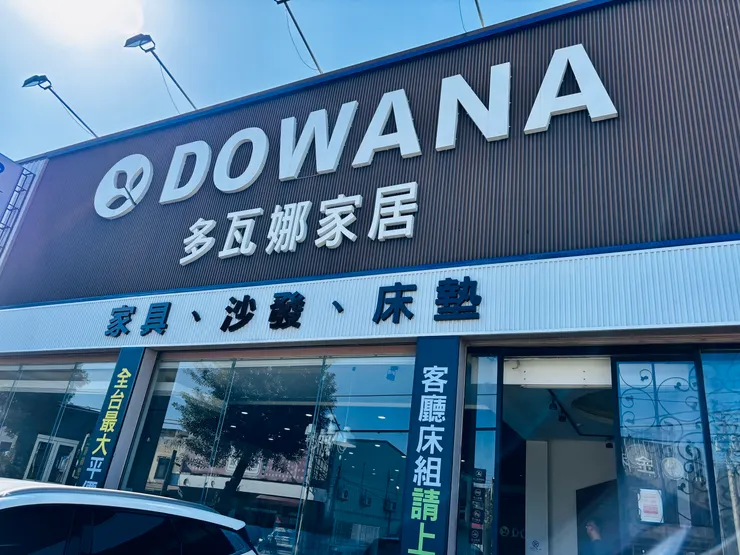 DOWANA
多瓦娜家居
家具、沙發、床墊
全台最大平
客廳床組請上